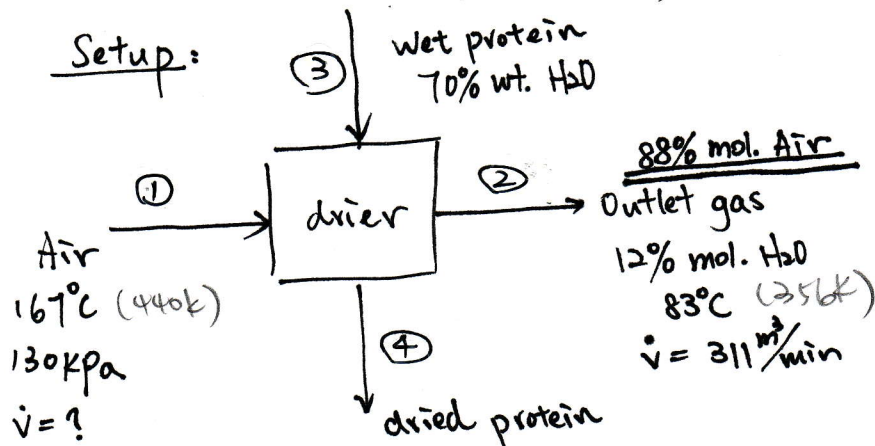 Setup:
③
wet protein
70% wt. H2O
①
Air
167°C (440K)
130kPa
v̇ = ?
drier
②
88% mol. Air
Outlet gas
12% mol. H2O
83°C (356K)
v̇ = 311 m³/min
④
dried protein